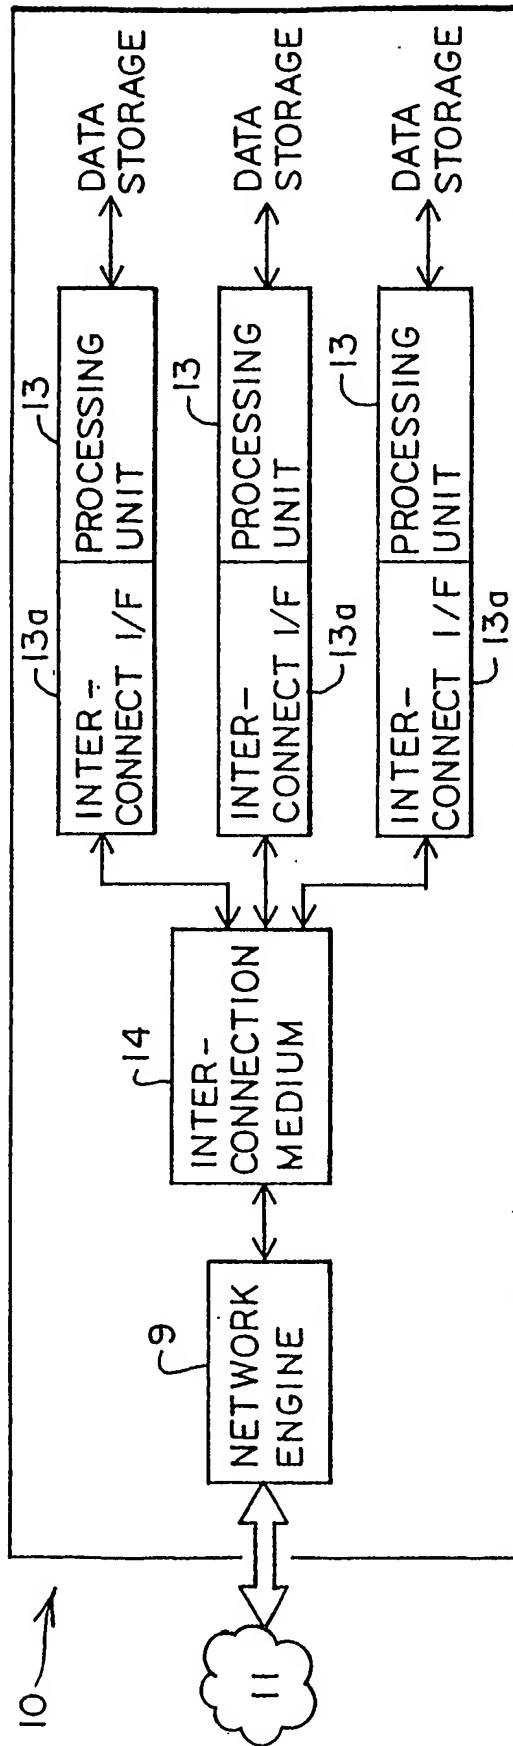 10
11
9
NETWORK
ENGINE
14
INTER-
CONNECTION
MEDIUM
13a
13
INTER-
CONNECT I/F
PROCESSING
UNIT
DATA
STORAGE
13
INTER-
CONNECT I/F
PROCESSING
UNIT
DATA
STORAGE
13a
13
INTER-
CONNECT I/F
PROCESSING
UNIT
DATA
STORAGE
13a